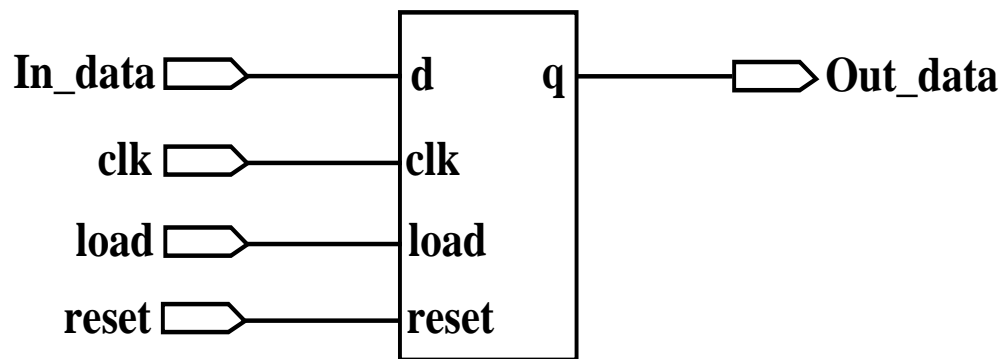 In_data d q Out_data
clk clk
load load
reset reset